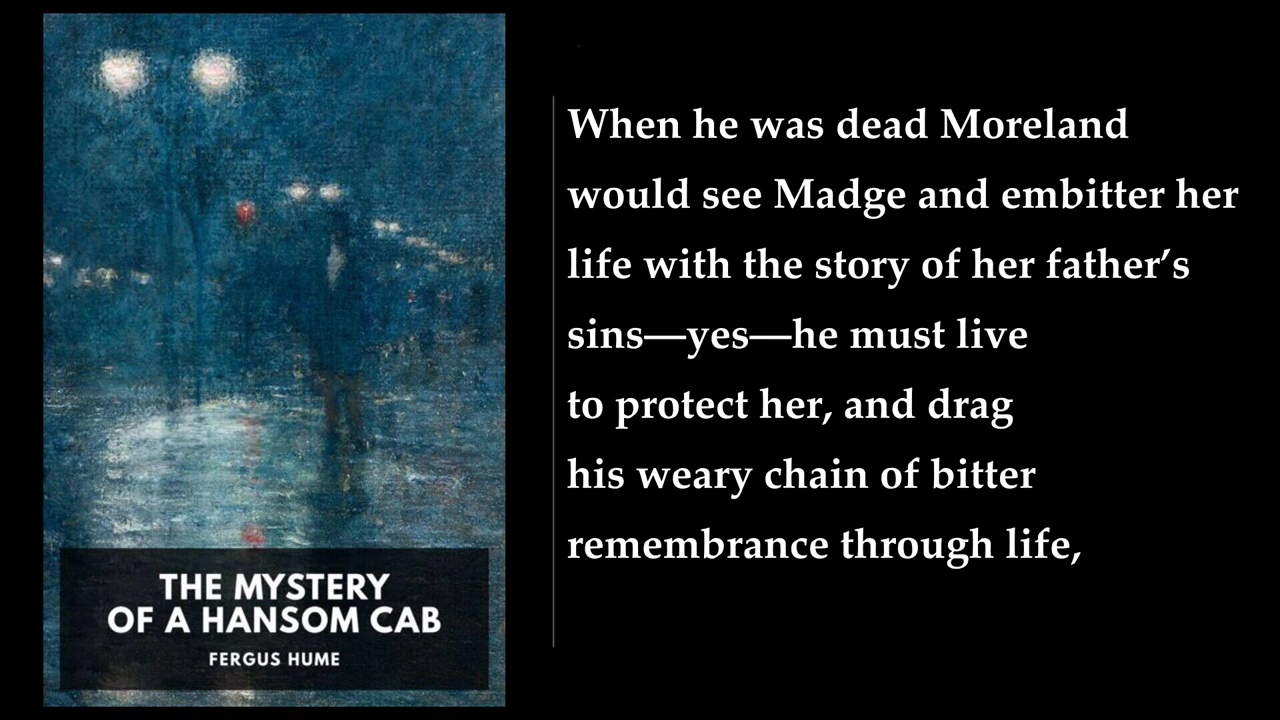 THE MYSTERY
OF A HANSOM CAB
FERGUS HUME
When he was dead Moreland
would see Madge and embitter her
life with the story of her father’s
sins—yes—he must live
to protect her, and drag
his weary chain of bitter
remembrance through life,